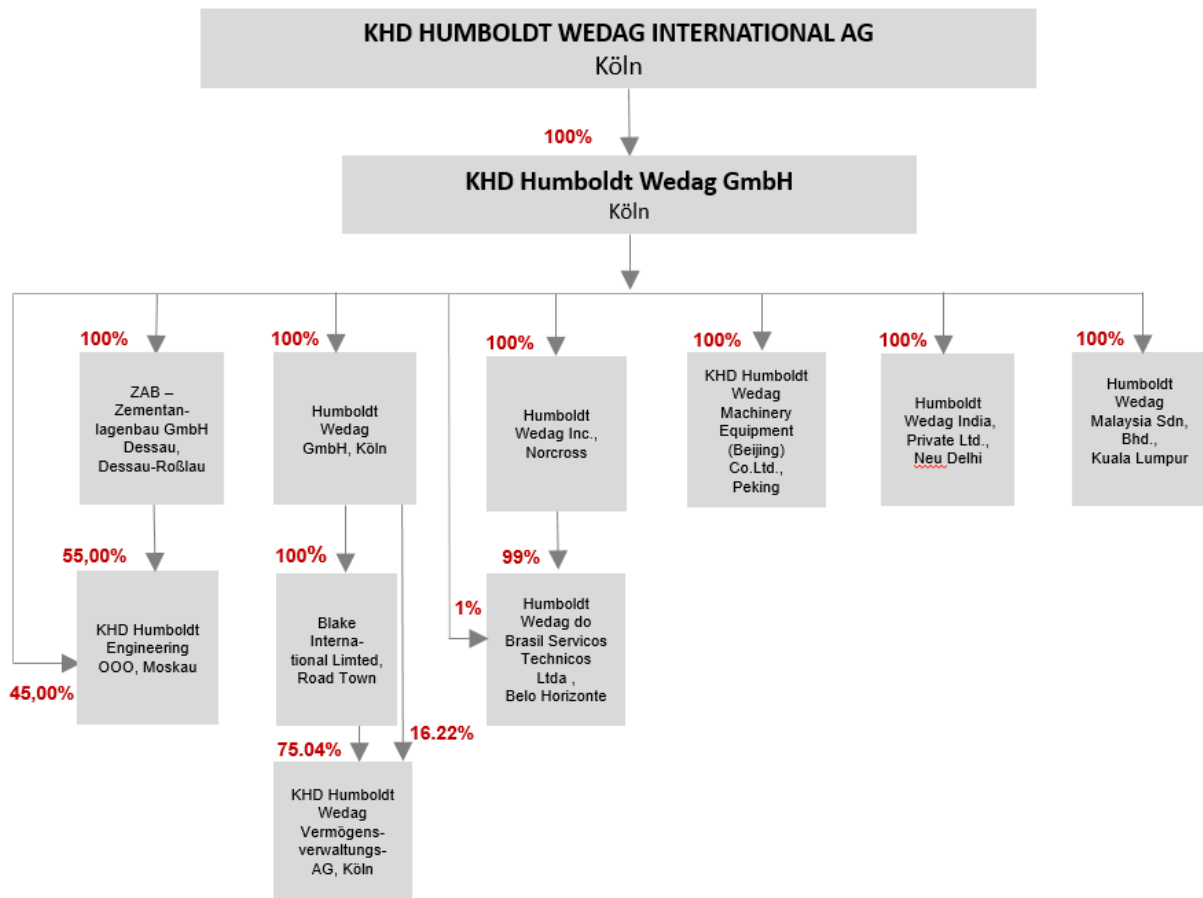 KHD HUMBOLDT WEDAG INTERNATIONAL AG
Köln
100%
KHD Humboldt Wedag GmbH
Köln
100%
ZAB –
Zementan-
lagenbau GmbH
Dessau,
Dessau-Roßlau
100%
Humboldt
Wedag
GmbH, Köln
100%
Humboldt
Wedag Inc.,
Norcross
100%
KHD Humboldt
Wedag
Machinery
Equipment
(Beijing)
Co.Ltd.,
Peking
100%
Humboldt
Wedag India,
Private Ltd.,
Neu Delhi
100%
Humboldt
Wedag
Malaysia Sdn,
Bhd.,
Kuala Lumpur
55,00%
KHD Humboldt
Engineering
OOO, Moskau
45,00%
100%
Blake
Interna-
tional Limted,
Road Town
99%
1%
Humboldt
Wedag do
Brasil Servicos
Technicos
Ltda ,
Belo Horizonte
75.04%
16.22%
KHD Humboldt
Wedag
Vermögens-
verwaltungs-
AG, Köln